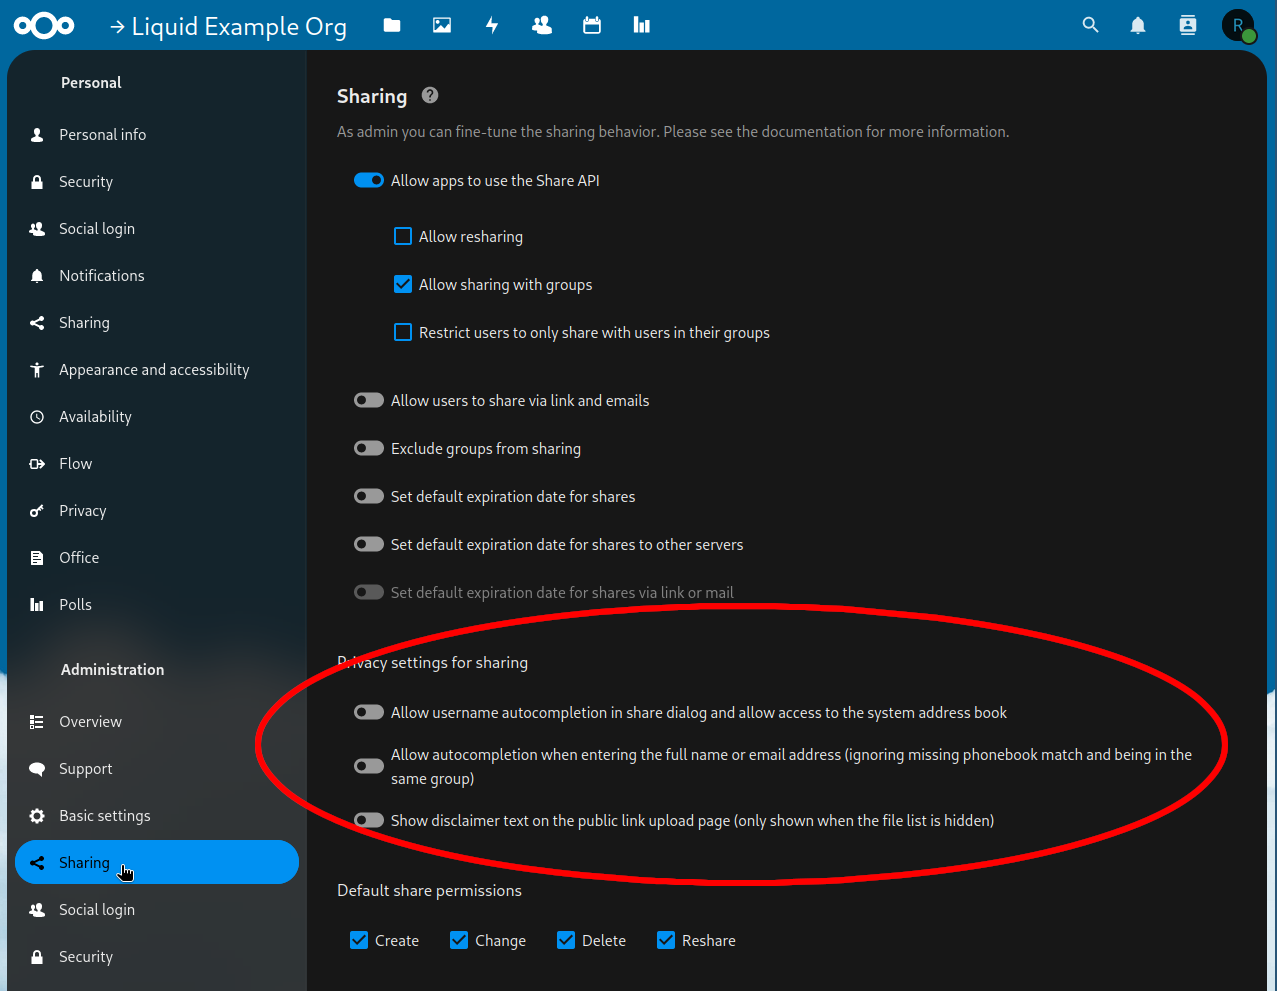 → Liquid Example Org
R
Personal
Personal info
Security
Social login
Notifications
Sharing
Appearance and accessibility
Availability
Flow
Privacy
Office
Polls
Administration
Overview
Support
Basic settings
Sharing
Social login
Security
Sharing ?
As admin you can fine-tune the sharing behavior. Please see the documentation for more information.
Allow apps to use the Share API
Allow resharing
Allow sharing with groups
Restrict users to only share with users in their groups
Allow users to share via link and emails
Exclude groups from sharing
Set default expiration date for shares
Set default expiration date for shares to other servers
Set default expiration date for shares via link or mail
Privacy settings for sharing
Allow username autocompletion in share dialog and allow access to the system address book
Allow autocompletion when entering the full name or email address (ignoring missing phonebook match and being in the
same group)
Show disclaimer text on the public link upload page (only shown when the file list is hidden)
Default share permissions
Create Change Delete Reshare